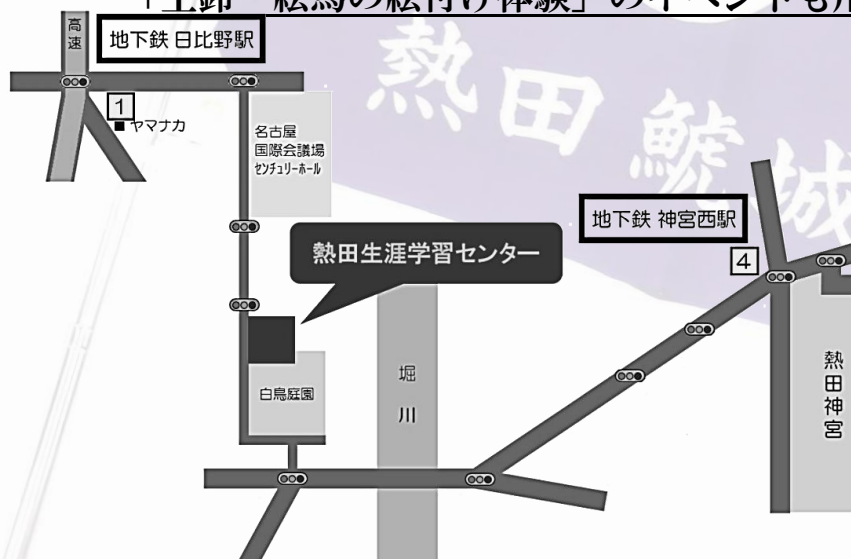 「土鈴・絵馬の絵付け体験」のイベントも
高速
地下鉄 日比野駅
1
■ ヤマナカ
名古屋
国際会議場
センチュリーホール
熱田
鯱城
地下鉄 神宮西駅
4
熱田生涯学習センター
白鳥庭園
堀川
熱田神宮